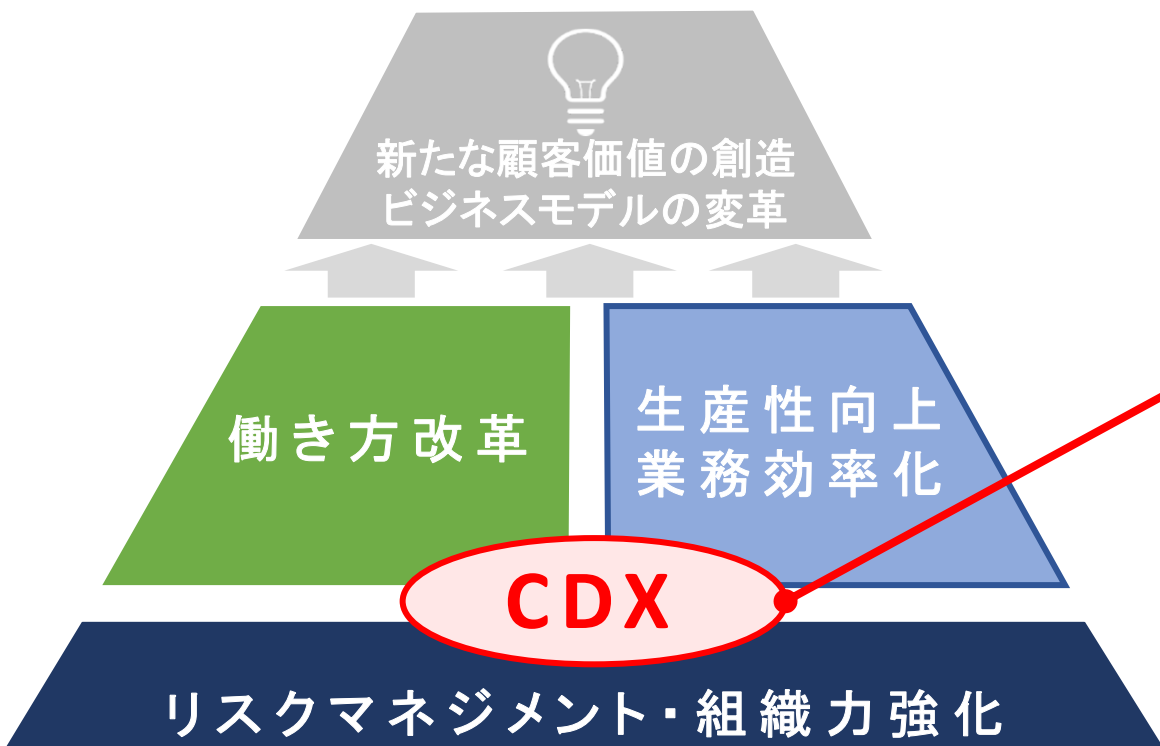 新たな顧客価値の創造
ビジネスモデルの変革
働き方改革
生産性向上
業務効率化
CDX
リスクマネジメント・組織力強化